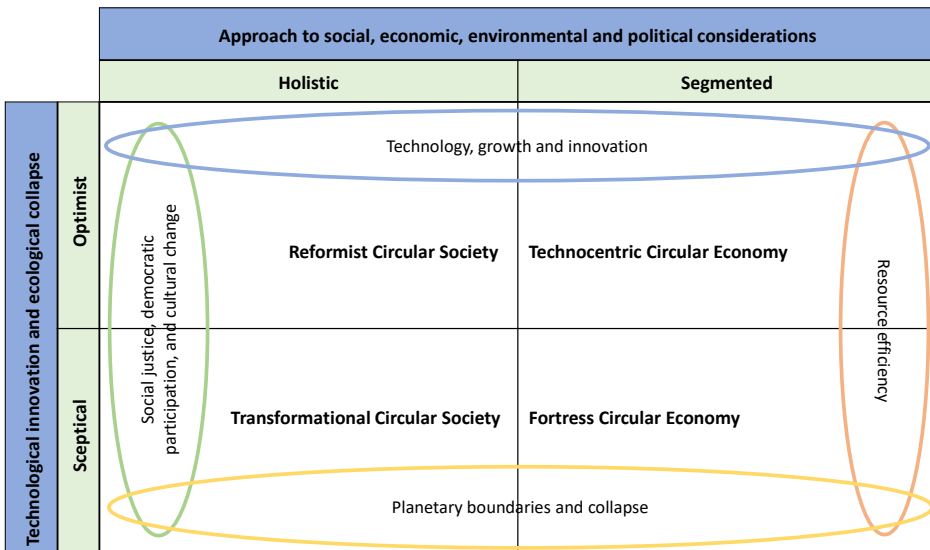 Approach to social, economic, environmental and political considerations
Holistic
Segmented
Technological innovation and ecological collapse
Optimist
Sceptical
Technology, growth and innovation
Social justice, democratic
participation, and cultural change
Reformist Circular Society
Technocentric Circular Economy
Resource efficiency
Transformational Circular Society
Fortress Circular Economy
Planetary boundaries and collapse